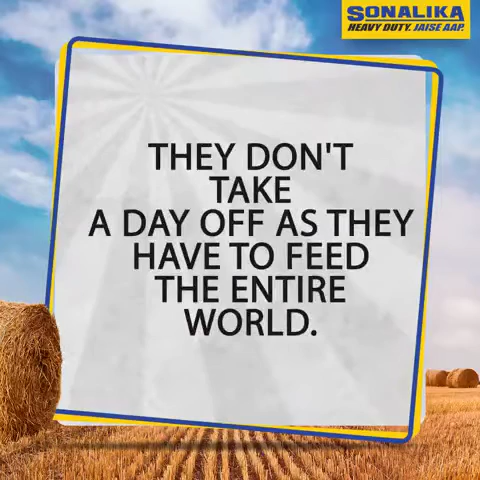 SONALIKA
HEAVY DUTY. JAISE AAP.
THEY DON'T
TAKE
A DAY OFF AS THEY
HAVE TO FEED
THE ENTIRE
WORLD.